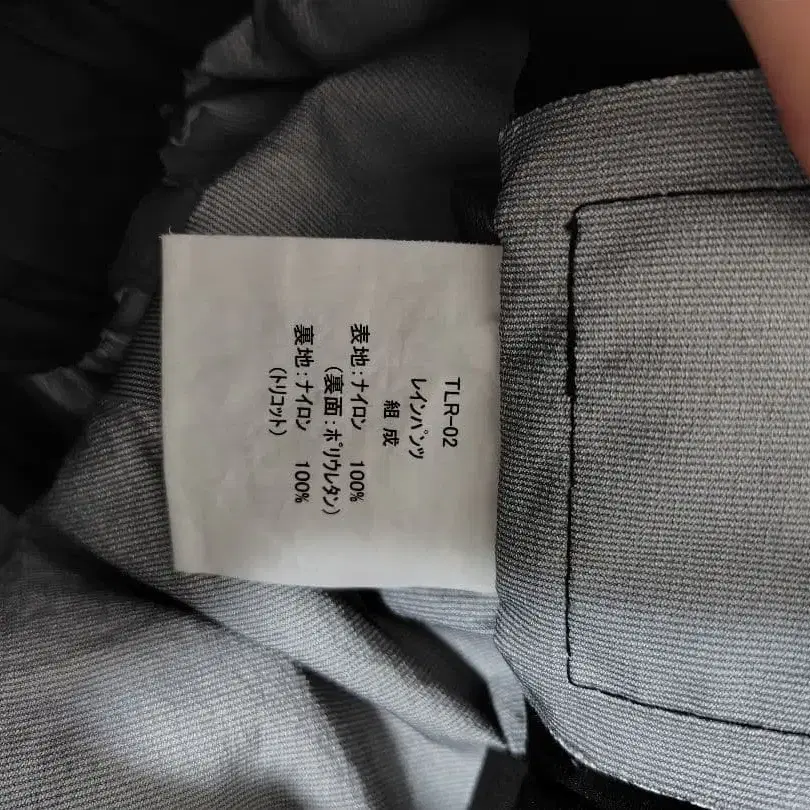 TLR-02
レインパンツ
組成
表地:ナイロン 100%
(裏面:ポリウレタン)
裏地:ナイロン 100%
(トリコット)